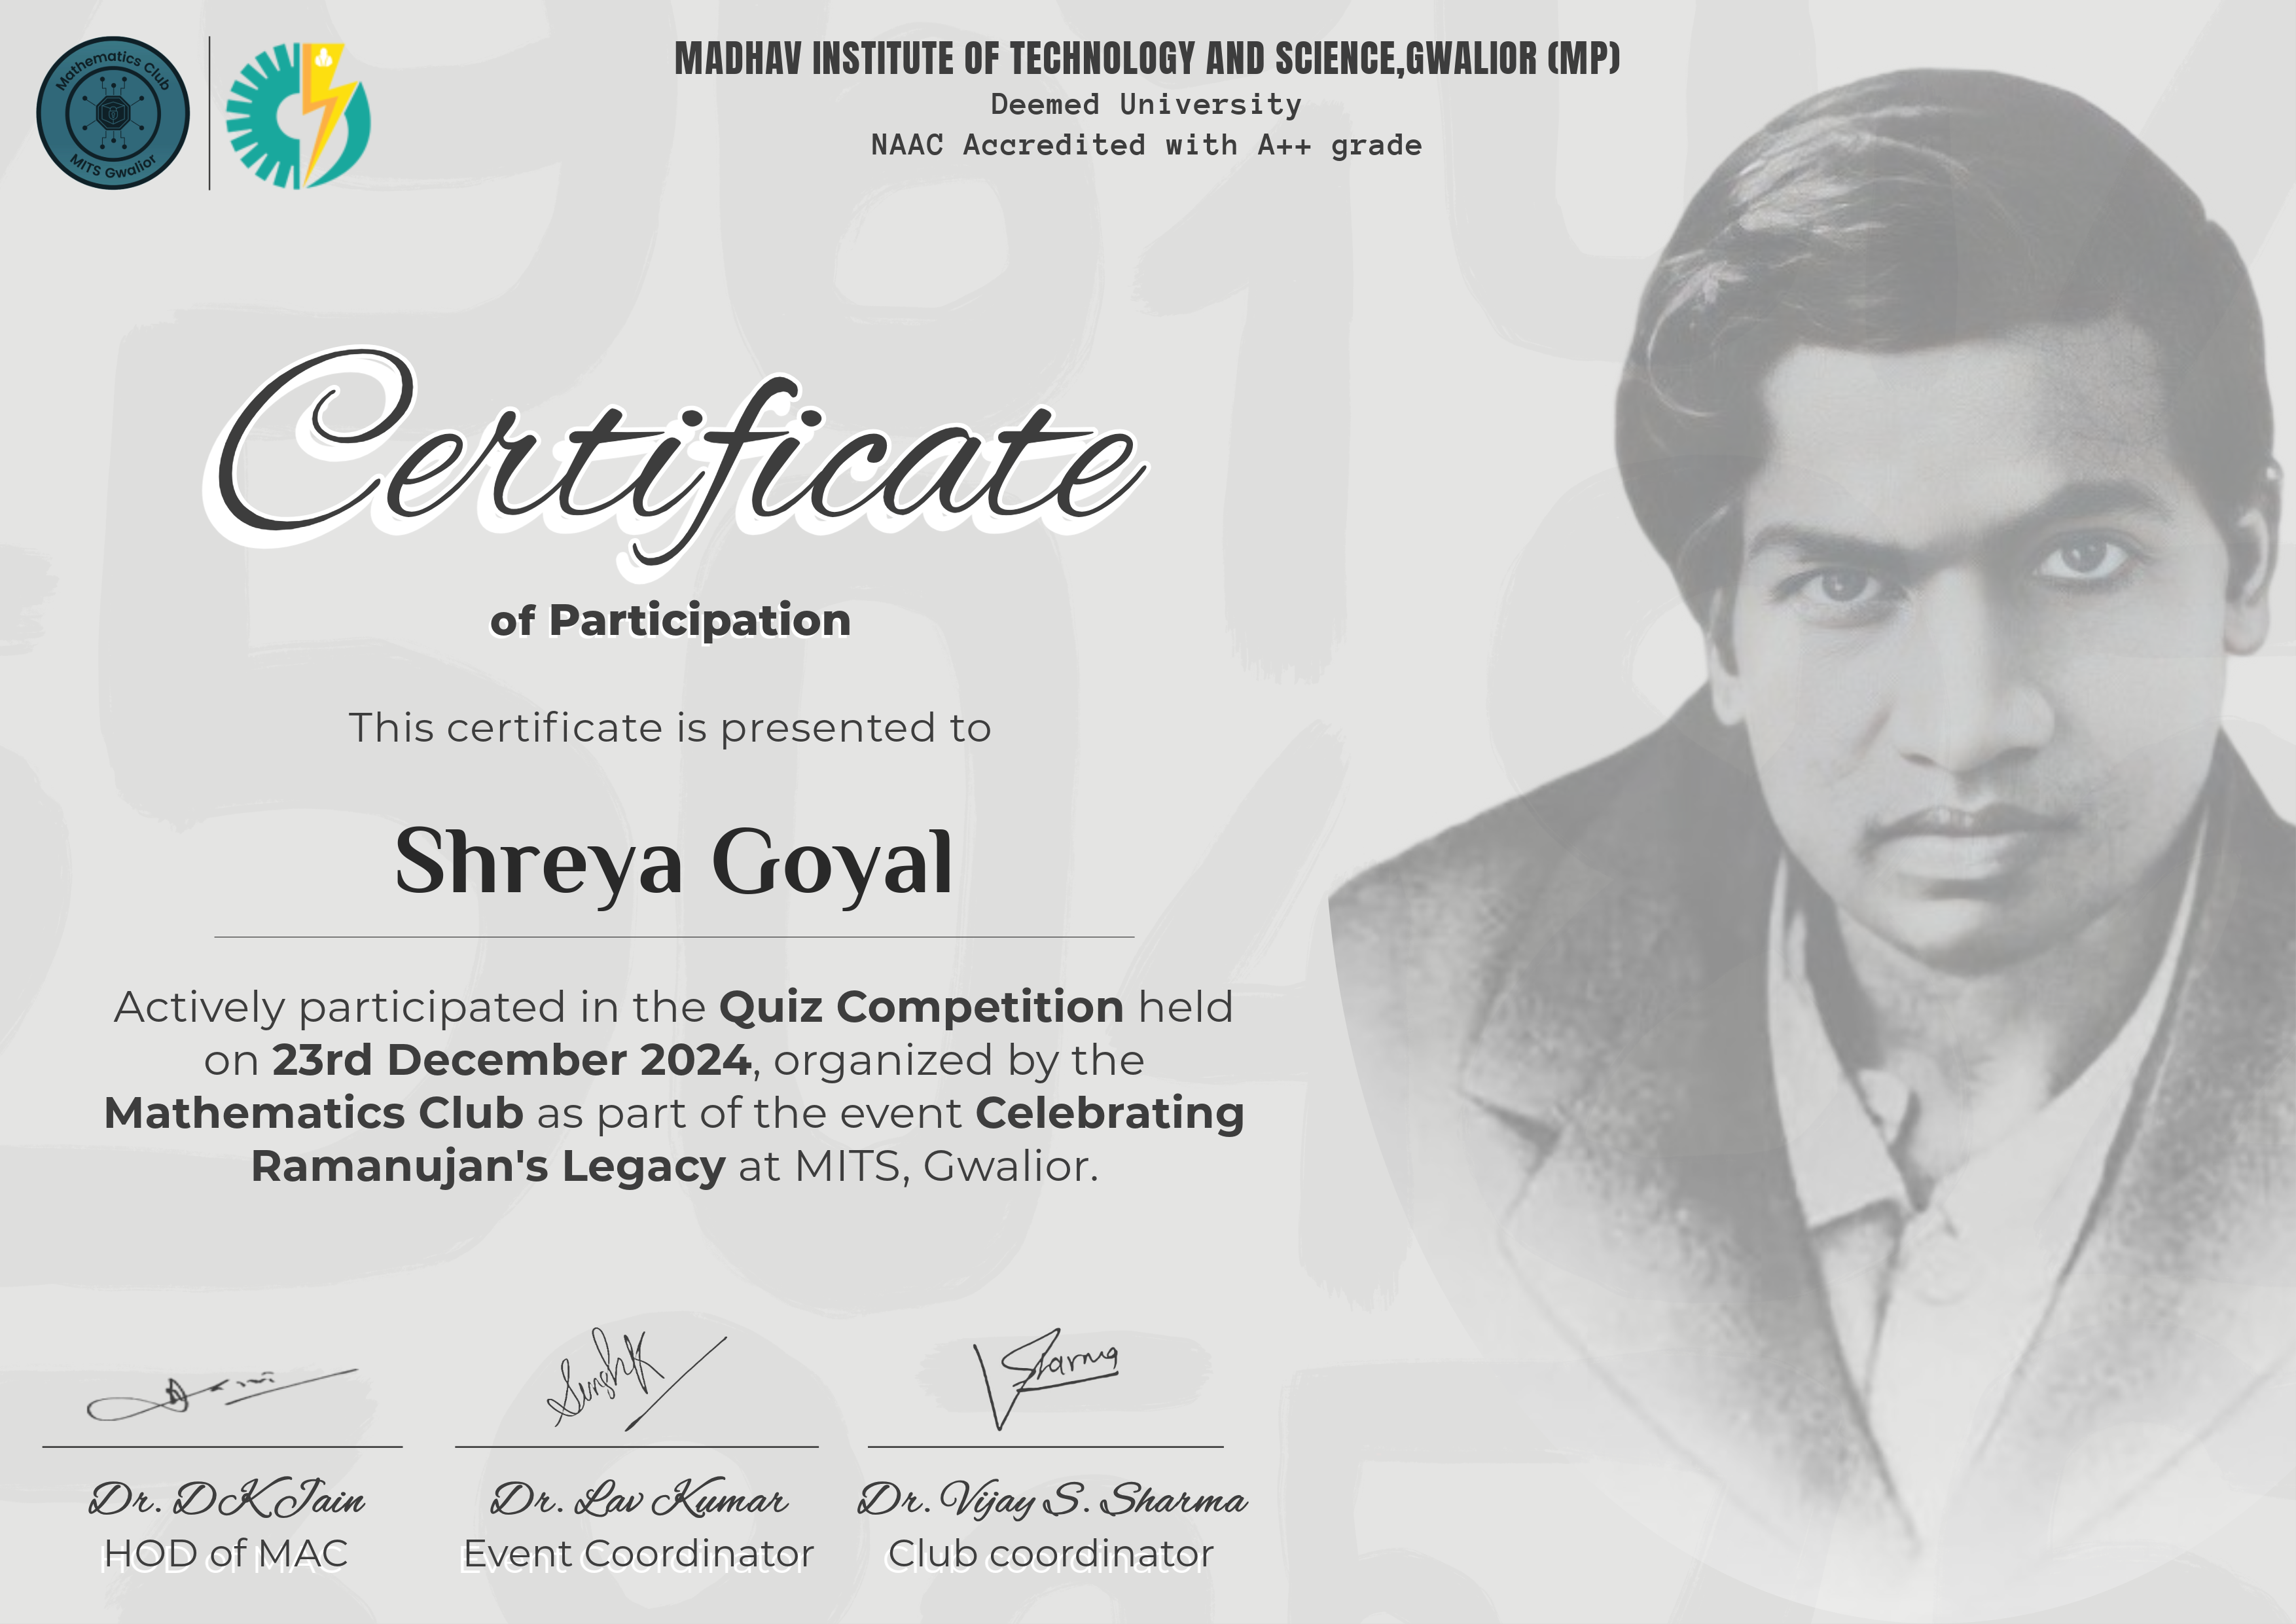 Mathematics Club
MITS Gwalior
MADHAV INSTITUTE OF TECHNOLOGY AND SCIENCE,GWALIOR (MP)
Deemed University
NAAC Accredited with A++ grade
Certificate
of Participation
This certificate is presented to
Shreya Goyal
Actively participated in the Quiz Competition held
on 23rd December 2024, organized by the
Mathematics Club as part of the event Celebrating
Ramanujan's Legacy at MITS, Gwalior.
Sharma
Dr. DK Jain
Dr. Lav Kumar
Dr. Vijay S. Sharma
HOD of MAC
Event Coordinator
Club coordinator